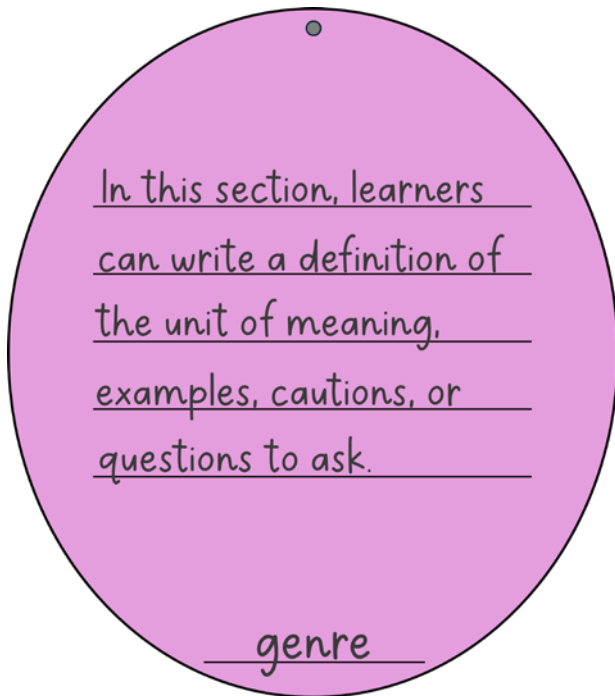 In this section, learners
can write a definition of
the unit of meaning,
examples, cautions, or
questions to ask.
genre